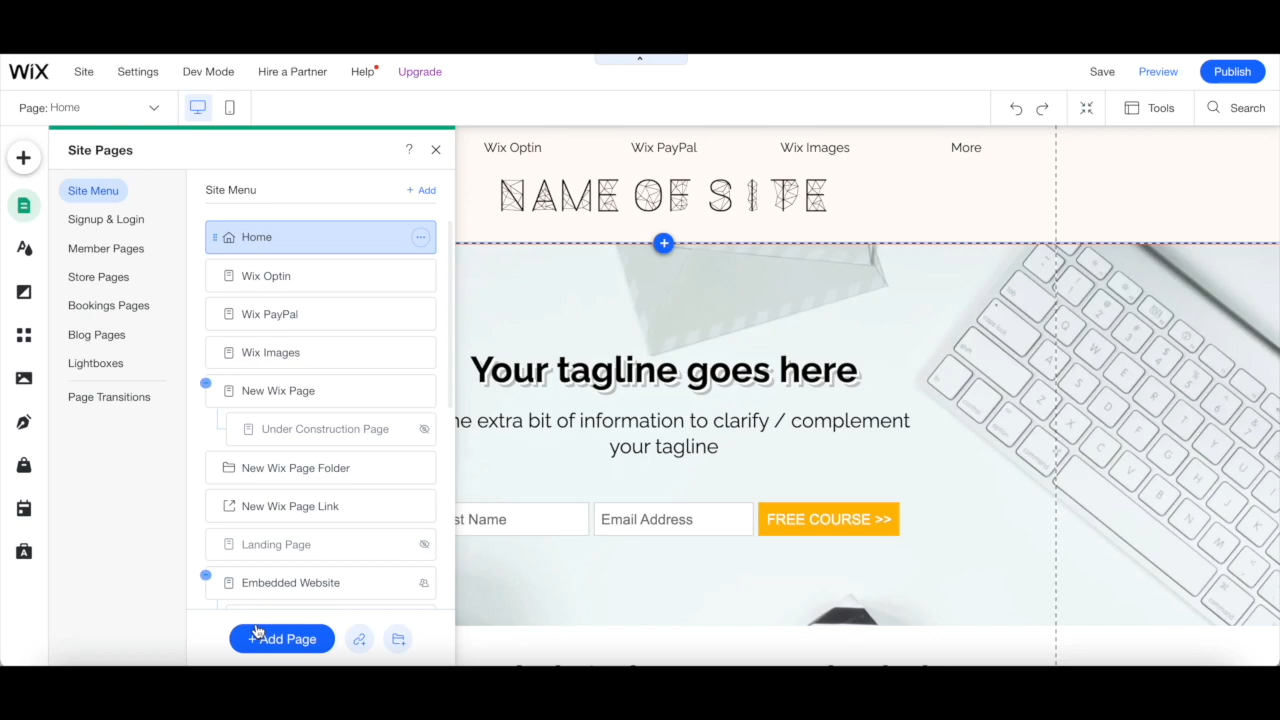 WiX Site Settings Dev Mode Hire a Partner Help Upgrade Save Preview Publish
Page: Home Tools Search
Site Pages ?
Site Menu
Signup & Login
Member Pages
Store Pages
Bookings Pages
Blog Pages
Lightboxes
Page Transitions
Site Menu + Add
Home
Wix Optin
Wix PayPal
Wix Images
New Wix Page
Under Construction Page
New Wix Page Folder
New Wix Page Link
Landing Page
Embedded Website
+ Add Page
Wix Optin Wix PayPal Wix Images More
NAME OF SITE
Your tagline goes here
extra bit of information to clarify / complement
your tagline
Name Email Address FREE COURSE >>